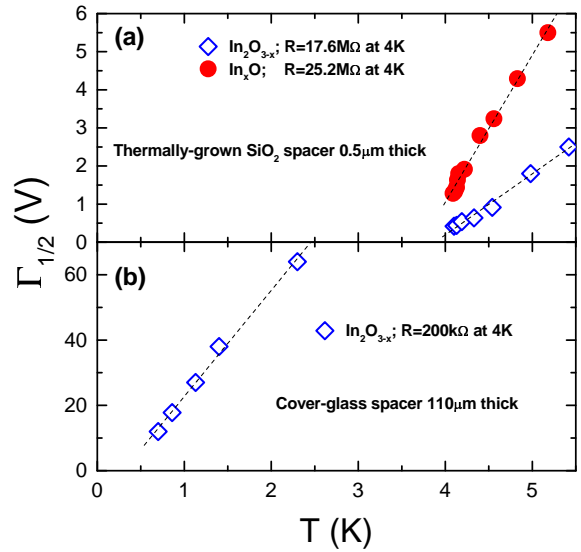 (a)
In₂O₃₋ₓ; R=17.6MΩ at 4K
InₓO; R=25.2MΩ at 4K
Thermally-grown SiO₂ spacer 0.5μm thick
6
5
4
3
2
1
0
Γ₁/₂ (V)
(b)
In₂O₃₋ₓ; R=200kΩ at 4K
Cover-glass spacer 110μm thick
60
40
20
0
0 1 2 3 4 5
T (K)